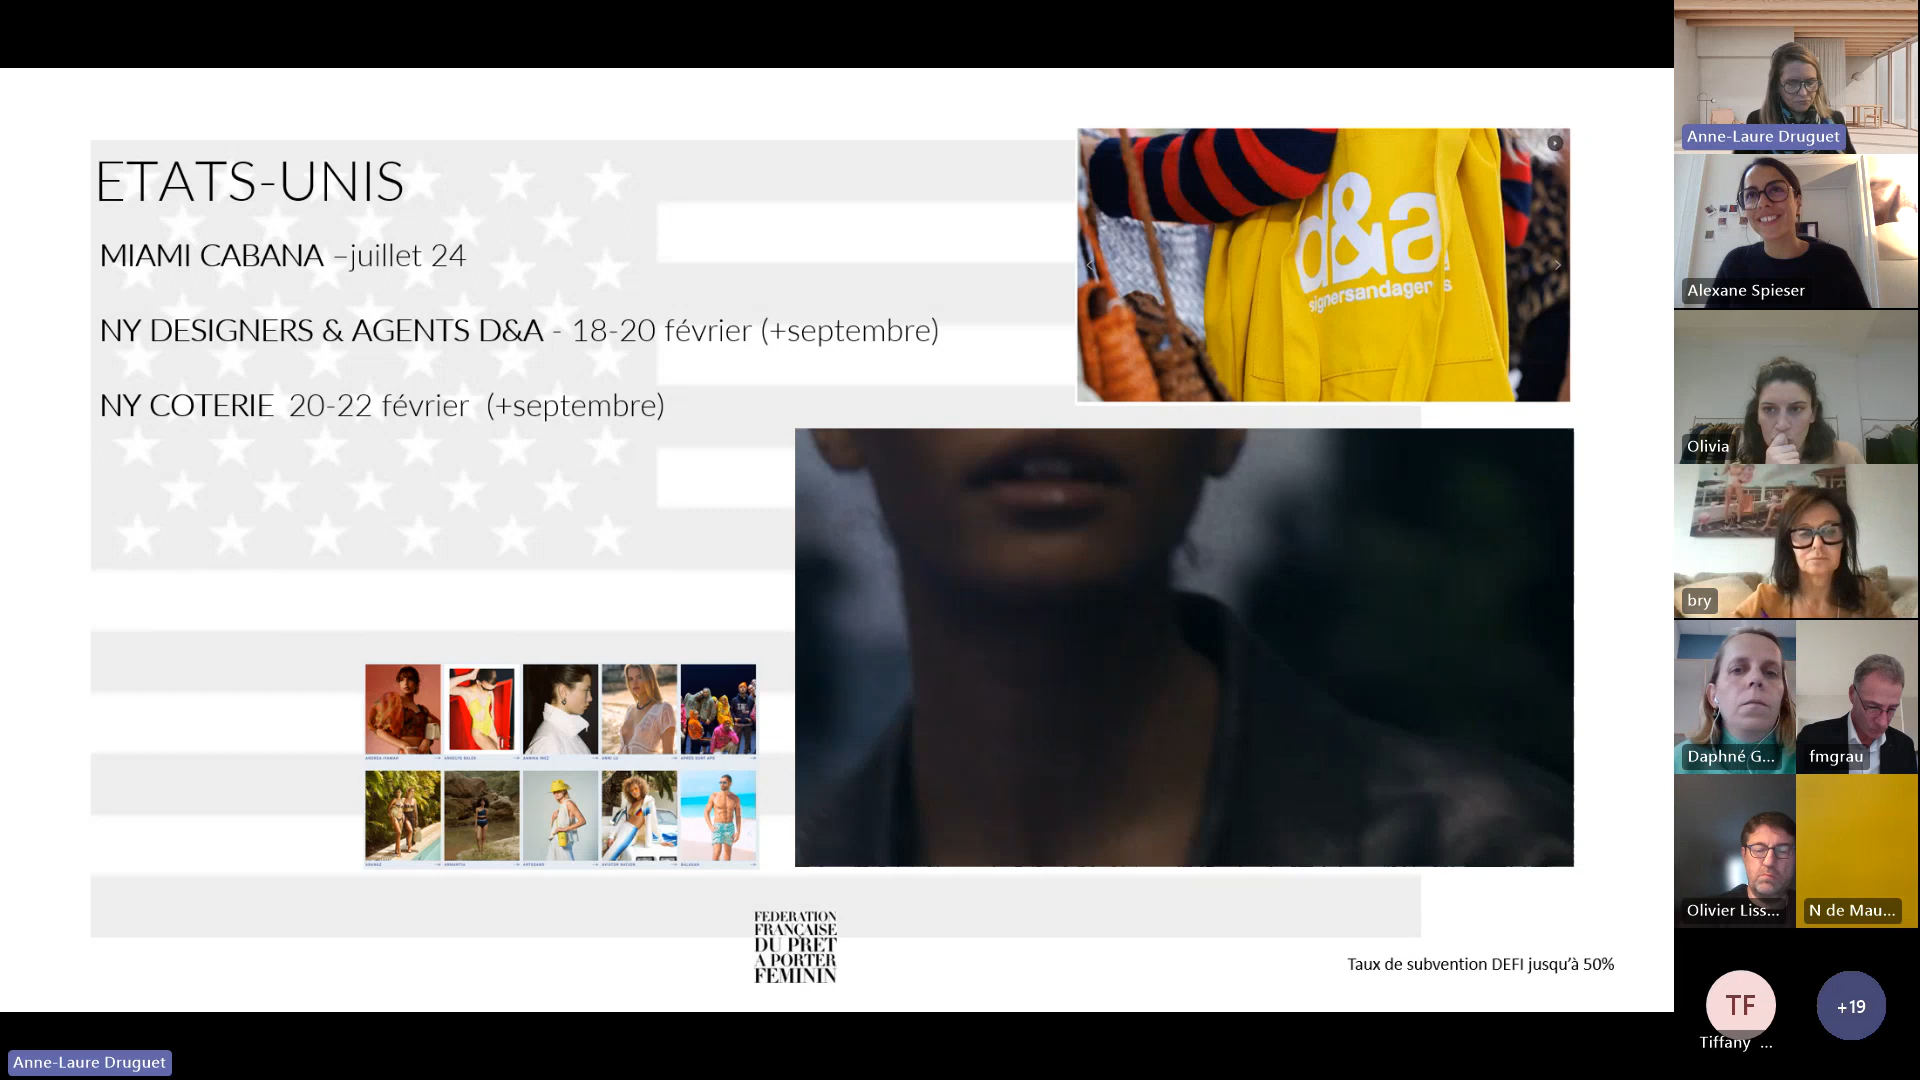 ETATS-UNIS
MIAMI CABANA –juillet 24
NY DESIGNERS & AGENTS D&A - 18-20 février (+septembre)
NY COTERIE 20-22 février (+septembre)
d&a
signersandagen s
FEDERATION
FRANÇAISE
DU PRET
A PORTER
FEMININ
Taux de subvention DEFI jusqu'à 50%
Anne-Laure Druguet
Anne-Laure Druguet
Alexane Spieser
Olivia
bry
Daphné G...
fmgrau
Olivier Liss...
N de Mau...
TF
Tiffany ...
+19